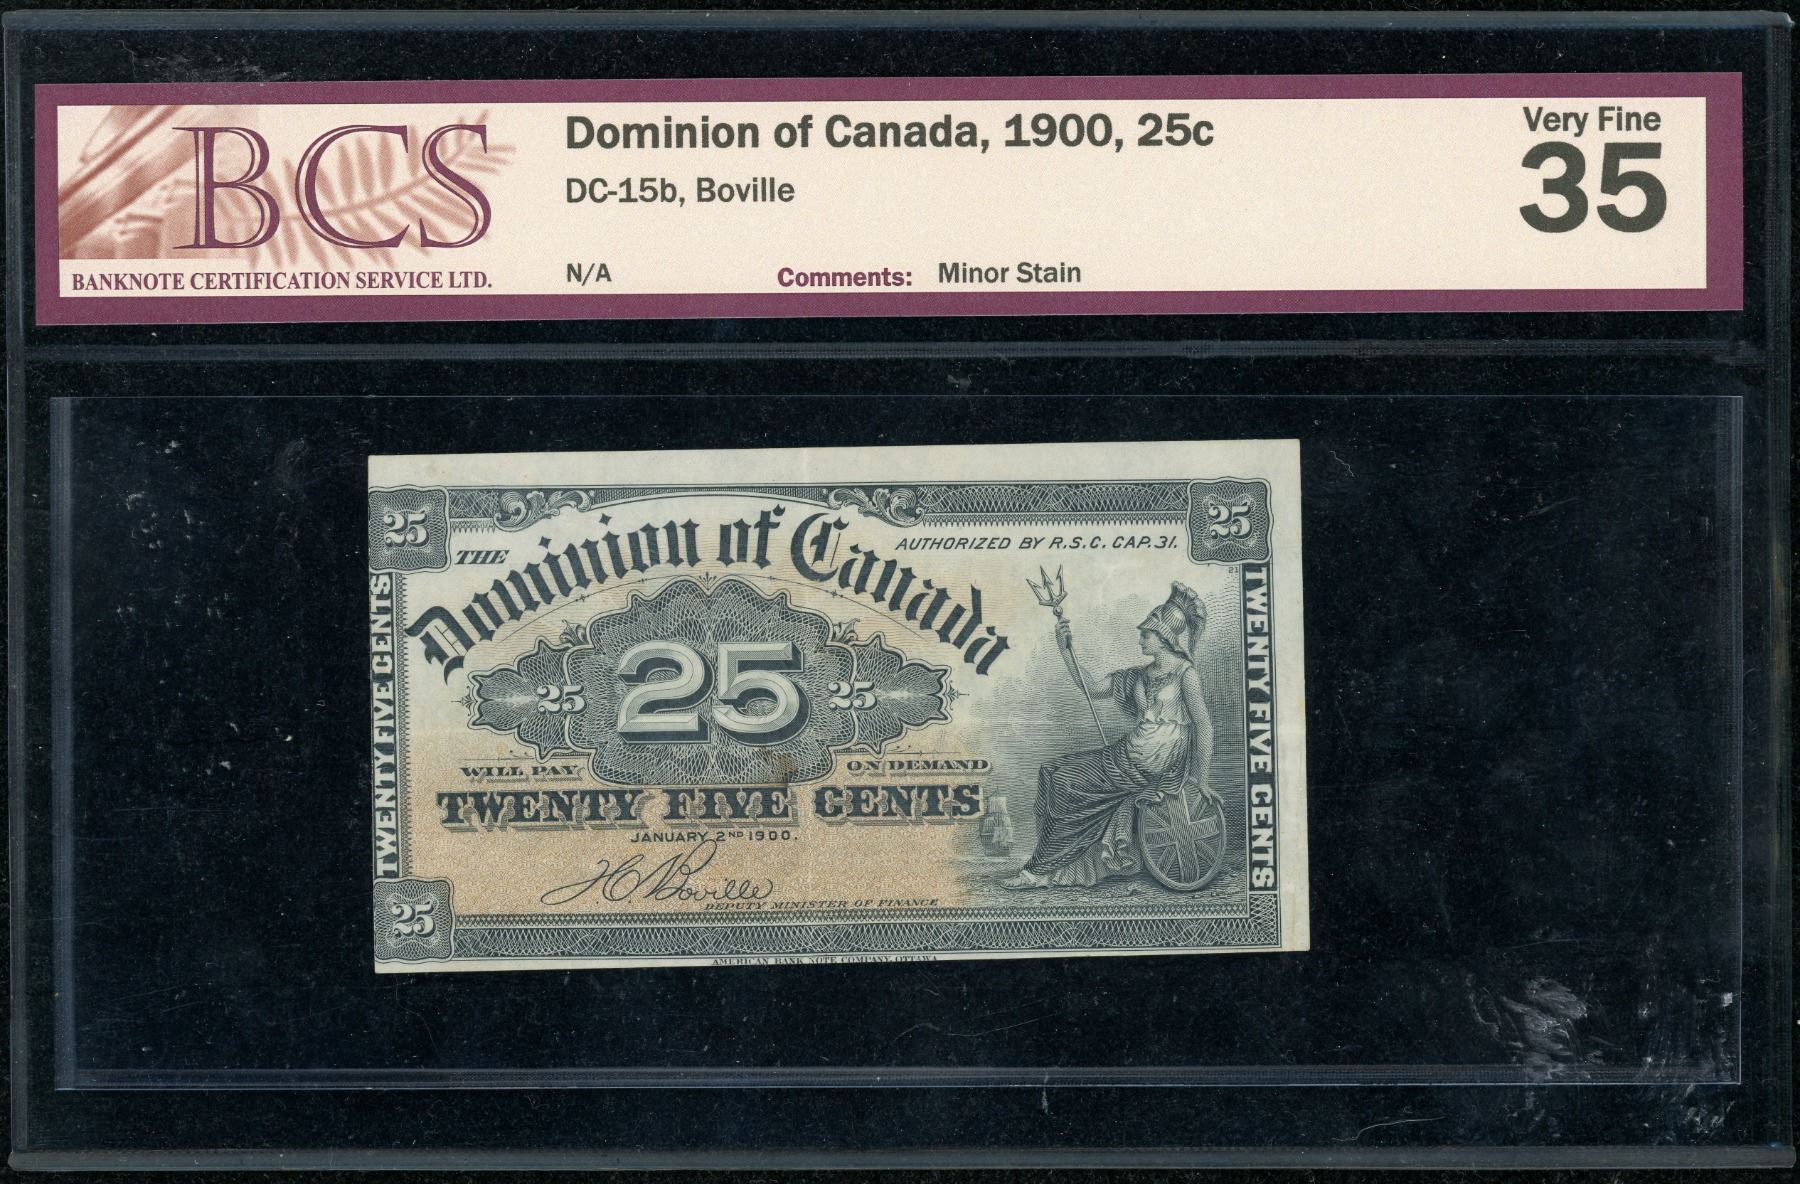 BCS
BANKNOTE CERTIFICATION SERVICE LTD.
Dominion of Canada, 1900, 25c
DC-15b, Boville
N/A
Comments: Minor Stain
Very Fine
35
25
25
THE
Dominion of Canada
AUTHORIZED BY R.S.C. CAP. 31.
21
TWENTY FIVE CENTS
TWENTY FIVE CENTS
25
25
25
WILL PAY
ON DEMAND
TWENTY FIVE CENTS
JANUARY 2ND 1900.
H C Boville
DEPUTY MINISTER OF FINANCE
25
AMERICAN BANK NOTE COMPANY, OTTAWA